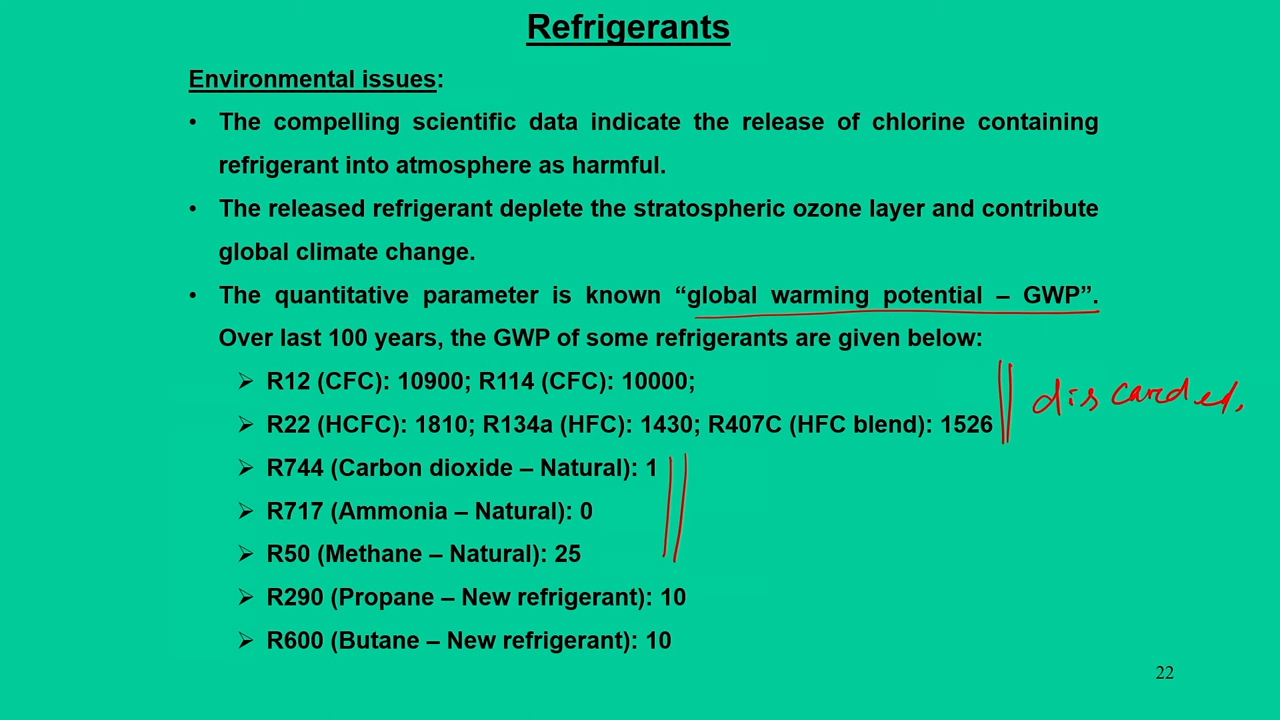 Refrigerants
Environmental issues:
• The compelling scientific data indicate the release of chlorine containing
refrigerant into atmosphere as harmful.
• The released refrigerant deplete the stratospheric ozone layer and contribute
global climate change.
• The quantitative parameter is known “global warming potential – GWP”.
Over last 100 years, the GWP of some refrigerants are given below:
➢ R12 (CFC): 10900; R114 (CFC): 10000;
discarded.
➢ R22 (HCFC): 1810; R134a (HFC): 1430; R407C (HFC blend): 1526
➢ R744 (Carbon dioxide – Natural): 1
➢ R717 (Ammonia – Natural): 0
➢ R50 (Methane – Natural): 25
➢ R290 (Propane – New refrigerant): 10
➢ R600 (Butane – New refrigerant): 10
22